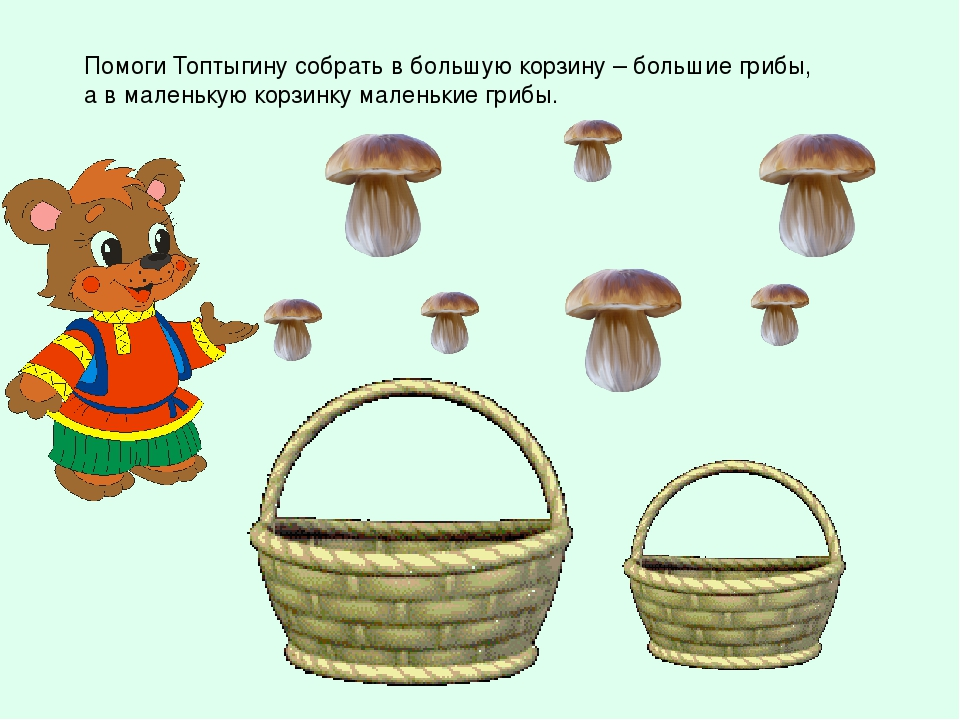 Помоги Топтыгину собрать в большую корзину – большие грибы,
а в маленькую корзинку маленькие грибы.